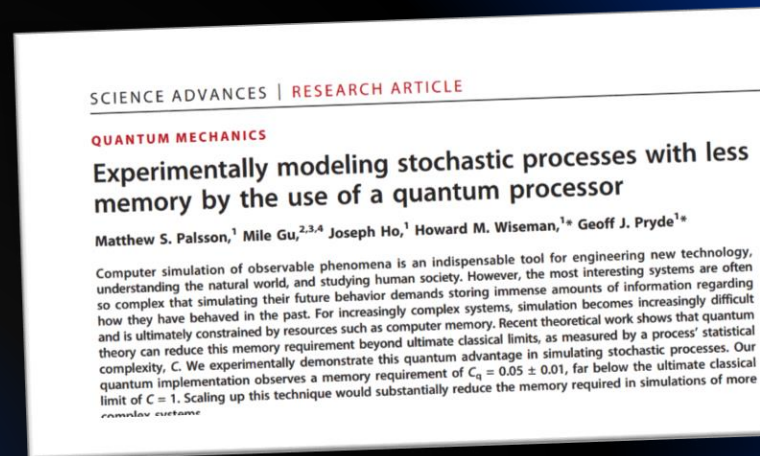 SCIENCE ADVANCES | RESEARCH ARTICLE
QUANTUM MECHANICS
Experimentally modeling stochastic processes with less
memory by the use of a quantum processor
Matthew S. Palsson,¹ Mile Gu,²,³,⁴ Joseph Ho,¹ Howard M. Wiseman,¹* Geoff J. Pryde¹*
Computer simulation of observable phenomena is an indispensable tool for engineering new technology,
understanding the natural world, and studying human society. However, the most interesting systems are often
so complex that simulating their future behavior demands storing immense amounts of information regarding
how they have behaved in the past. For increasingly complex systems, simulation becomes increasingly difficult
and is ultimately constrained by resources such as computer memory. Recent theoretical work shows that quantum
theory can reduce this memory requirement beyond ultimate classical limits, as measured by a process' statistical
complexity, C. We experimentally demonstrate this quantum advantage in simulating stochastic processes. Our
quantum implementation observes a memory requirement of Cq = 0.05 ± 0.01, far below the ultimate classical
limit of C = 1. Scaling up this technique would substantially reduce the memory required in simulations of more
complex systems